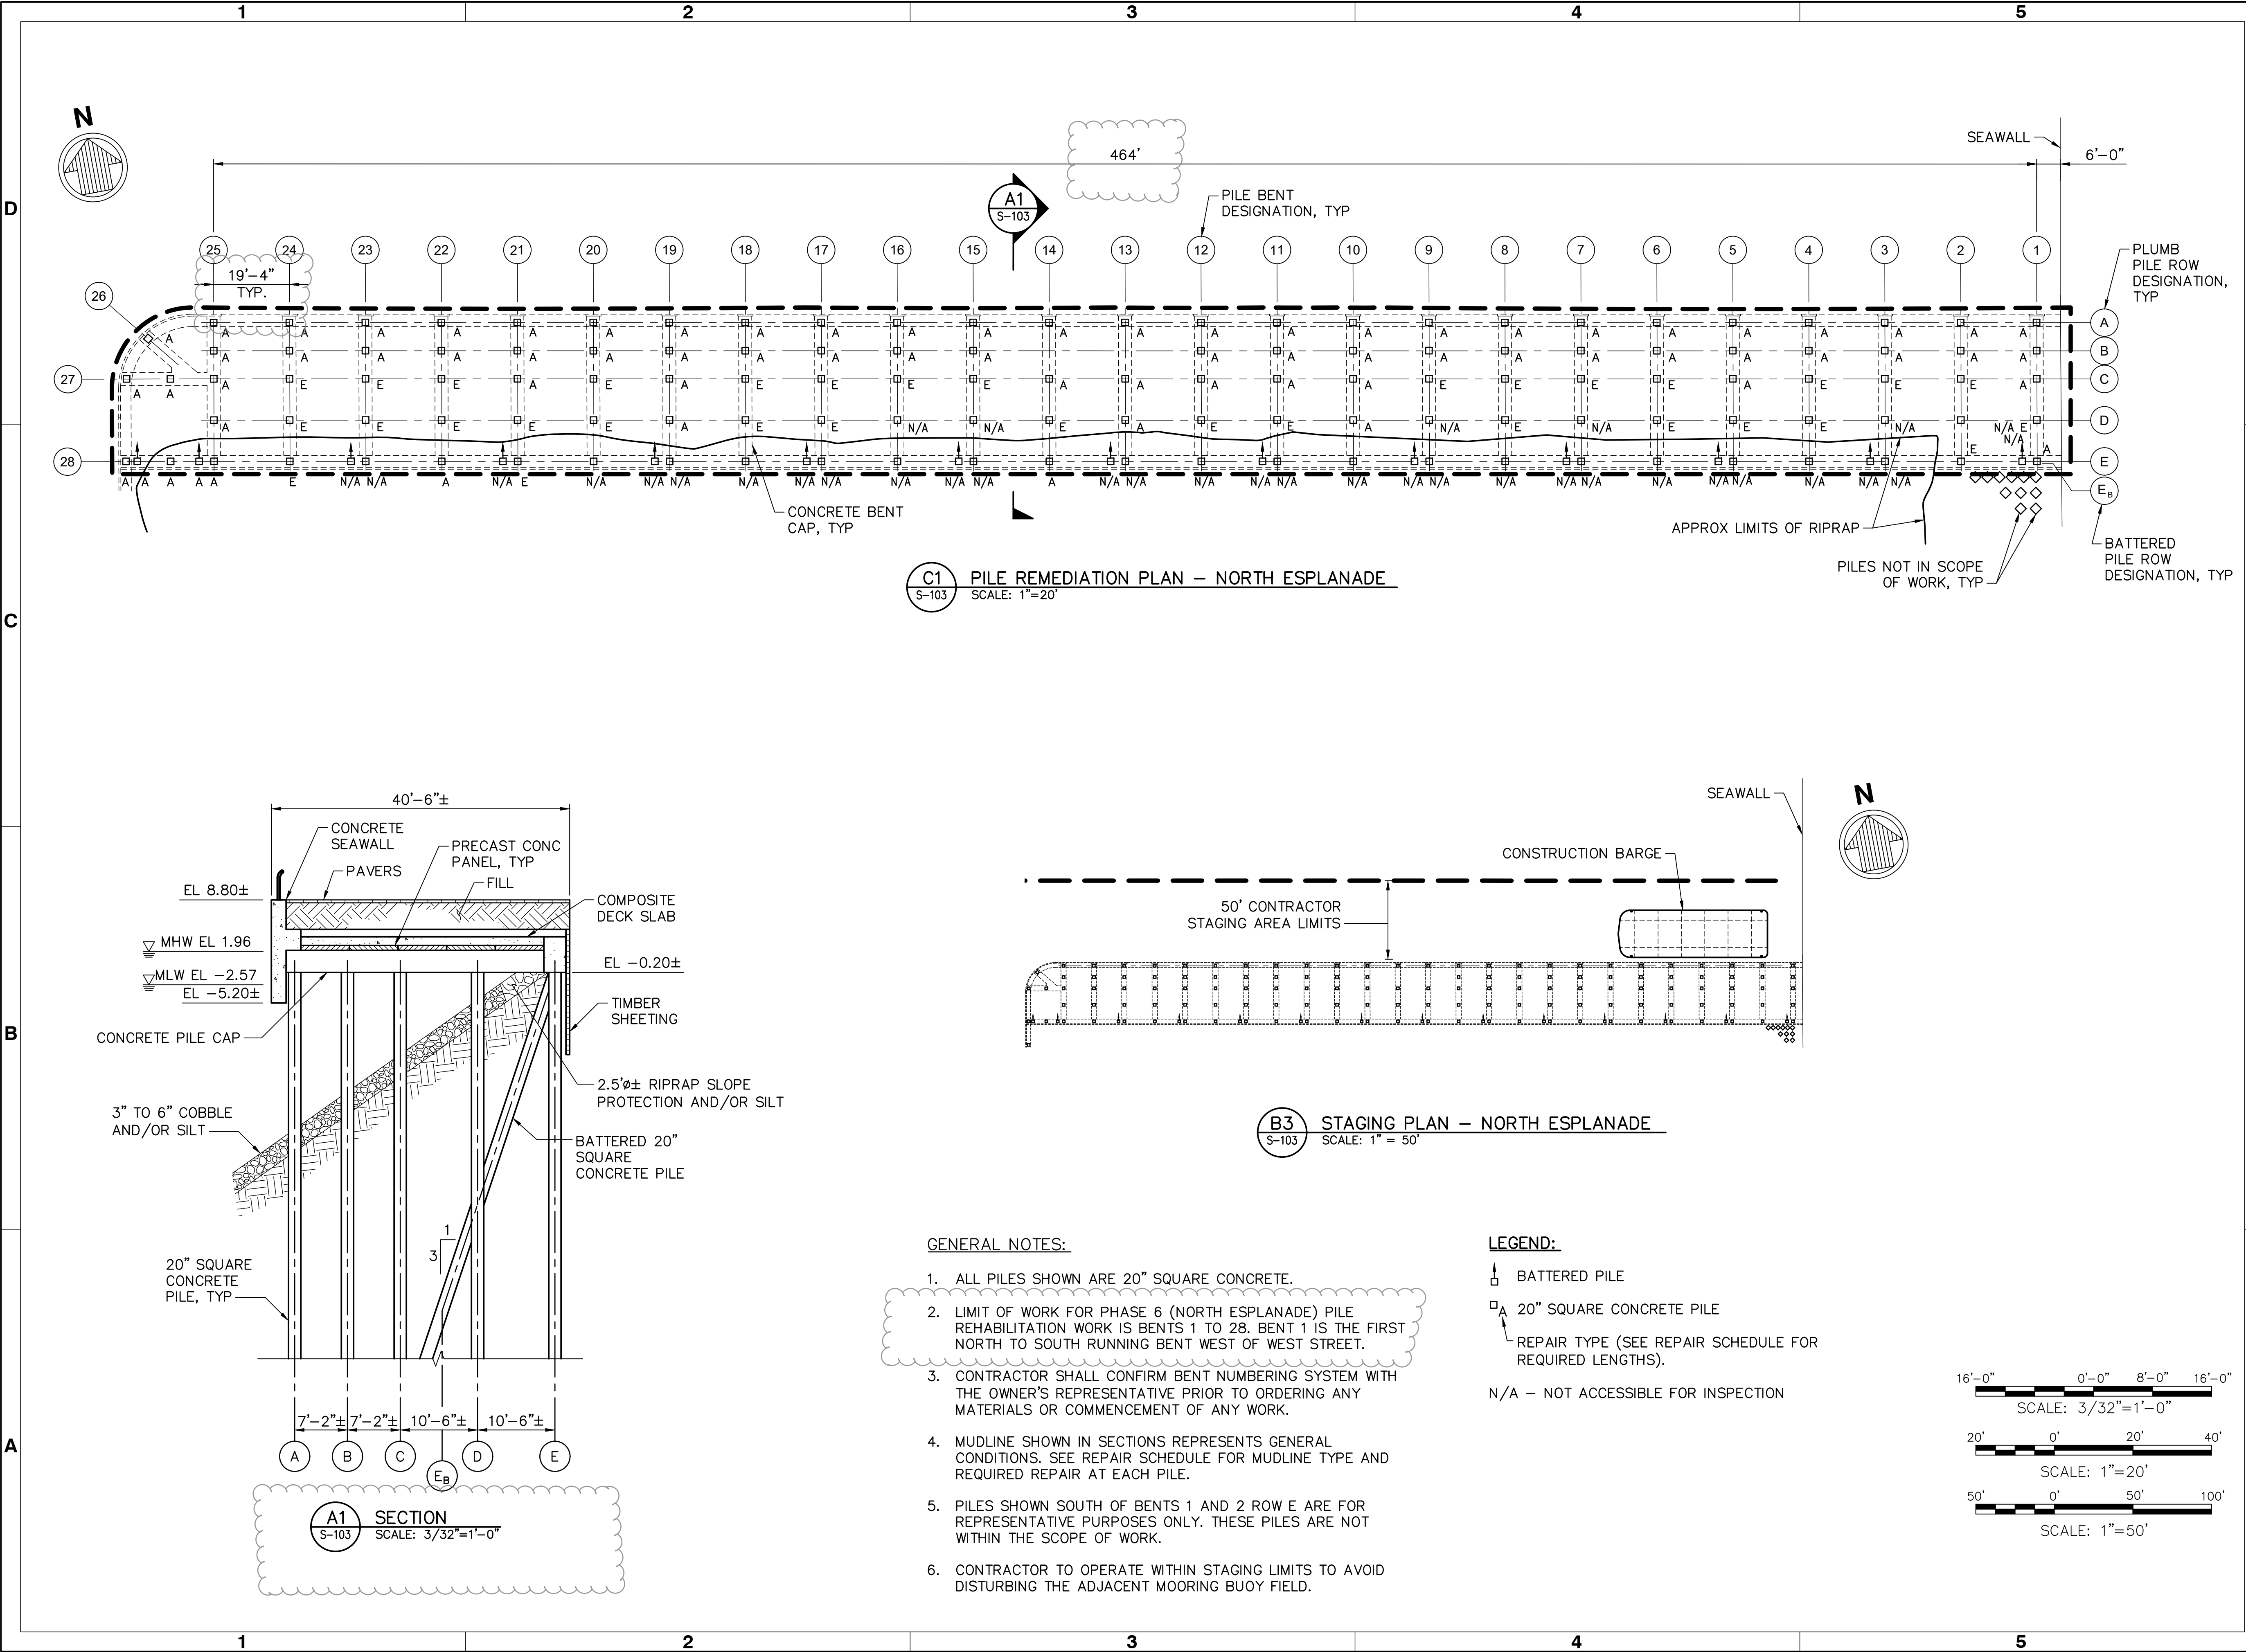 1 2 3 4 5
N
464'
SEAWALL
6'-0"
A1
S-103
PILE BENT
DESIGNATION, TYP
25 24 23 22 21 20 19 18 17 16 15 14 13 12 11 10 9 8 7 6 5 4 3 2 1
19'-4"
TYP.
26
27
28
PLUMB
PILE ROW
DESIGNATION,
TYP
A A A A A A A A A A A A A A A A A A A A A A A A A A
A
A A A A A A A A A A A A A A A A A A A A A A A
B
A E E E A E A E E A E A A A A A E E E E A E E E A
C
A A
A E E E E E A E E N/A N/A E A E E A N/A E N/A E E E N/A N/A E
D
N/A
E A
E
A A A A A E N/A N/A A N/A E N/A N/A N/A N/A N/A N/A N/A N/A N/A A N/A N/A N/A N/A N/A N/A N/A N/A N/A N/A N/A N/A N/A N/A N/A N/A N/A
EB
CONCRETE BENT
CAP, TYP
APPROX LIMITS OF RIPRAP
PILES NOT IN SCOPE
OF WORK, TYP
BATTERED
PILE ROW
DESIGNATION, TYP
C1
S-103
PILE REMEDIATION PLAN - NORTH ESPLANADE
SCALE: 1"=20'
40'-6"±
CONCRETE
SEAWALL
PAVERS
PRECAST CONC
PANEL, TYP
FILL
COMPOSITE
DECK SLAB
EL 8.80±
MHW EL 1.96
MLW EL -2.57
EL -5.20±
EL -0.20±
TIMBER
SHEETING
CONCRETE PILE CAP
2.5'ø± RIPRAP SLOPE
PROTECTION AND/OR SILT
3" TO 6" COBBLE
AND/OR SILT
BATTERED 20"
SQUARE
CONCRETE PILE
1
3
20" SQUARE
CONCRETE
PILE, TYP
7'-2"± 7'-2"± 10'-6"± 10'-6"±
A B C EB D E
A1
S-103
SECTION
SCALE: 3/32"=1'-0"
SEAWALL
N
CONSTRUCTION BARGE
50' CONTRACTOR
STAGING AREA LIMITS
B3
S-103
STAGING PLAN - NORTH ESPLANADE
SCALE: 1" = 50'
GENERAL NOTES:
1. ALL PILES SHOWN ARE 20" SQUARE CONCRETE.
2. LIMIT OF WORK FOR PHASE 6 (NORTH ESPLANADE) PILE
REHABILITATION WORK IS BENTS 1 TO 28. BENT 1 IS THE FIRST
NORTH TO SOUTH RUNNING BENT WEST OF WEST STREET.
3. CONTRACTOR SHALL CONFIRM BENT NUMBERING SYSTEM WITH
THE OWNER'S REPRESENTATIVE PRIOR TO ORDERING ANY
MATERIALS OR COMMENCEMENT OF ANY WORK.
4. MUDLINE SHOWN IN SECTIONS REPRESENTS GENERAL
CONDITIONS. SEE REPAIR SCHEDULE FOR MUDLINE TYPE AND
REQUIRED REPAIR AT EACH PILE.
5. PILES SHOWN SOUTH OF BENTS 1 AND 2 ROW E ARE FOR
REPRESENTATIVE PURPOSES ONLY. THESE PILES ARE NOT
WITHIN THE SCOPE OF WORK.
6. CONTRACTOR TO OPERATE WITHIN STAGING LIMITS TO AVOID
DISTURBING THE ADJACENT MOORING BUOY FIELD.
LEGEND:
BATTERED PILE
A 20" SQUARE CONCRETE PILE
REPAIR TYPE (SEE REPAIR SCHEDULE FOR
REQUIRED LENGTHS).
N/A - NOT ACCESSIBLE FOR INSPECTION
16'-0" 0'-0" 8'-0" 16'-0"
SCALE: 3/32"=1'-0"
20' 0' 20' 40'
SCALE: 1"=20'
50' 0' 50' 100'
SCALE: 1"=50'
D
C
B
A
1 2 3 4 5